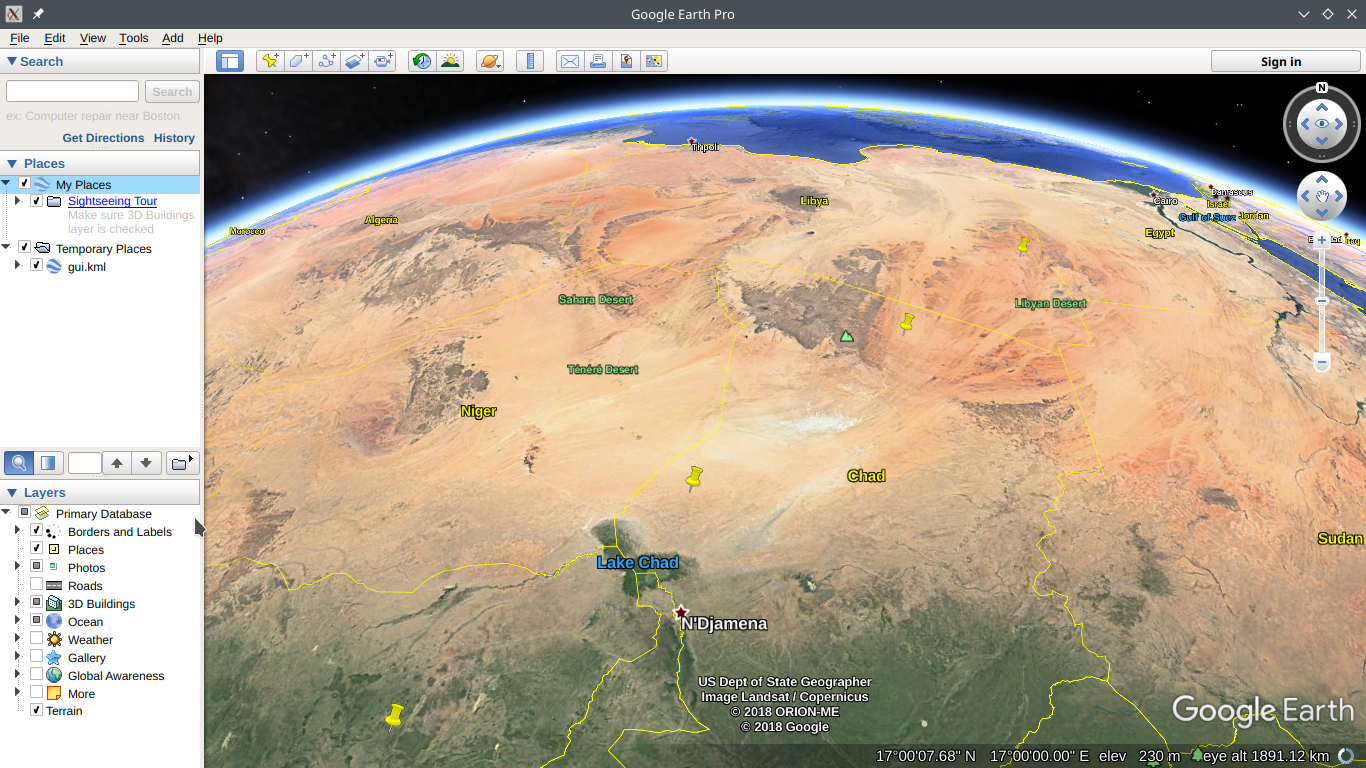 Google Earth Pro
File Edit View Tools Add Help
Search
Sign in
Search
ex: Computer repair near Boston
Get Directions History
Places
My Places
Sightseeing Tour
Make sure 3D Buildings
layer is checked
Temporary Places
gui.kml
Layers
Primary Database
Borders and Labels
Places
Photos
Roads
3D Buildings
Ocean
Weather
Gallery
Global Awareness
More
Terrain
N
Tripoli
Damascus
Cairo
Israel
Libya
Algeria
Gulf of Suez
Jordan
Morocco
Egypt
Iraq
Sahara Desert
Libyan Desert
Ténéré Desert
Niger
Chad
Sudan
Lake Chad
N'Djamena
US Dept of State Geographer
Image Landsat / Copernicus
© 2018 ORION-ME
© 2018 Google
Google Earth
17°00'07.68" N 17°00'00.00" E elev 230 m eye alt 1891.12 km